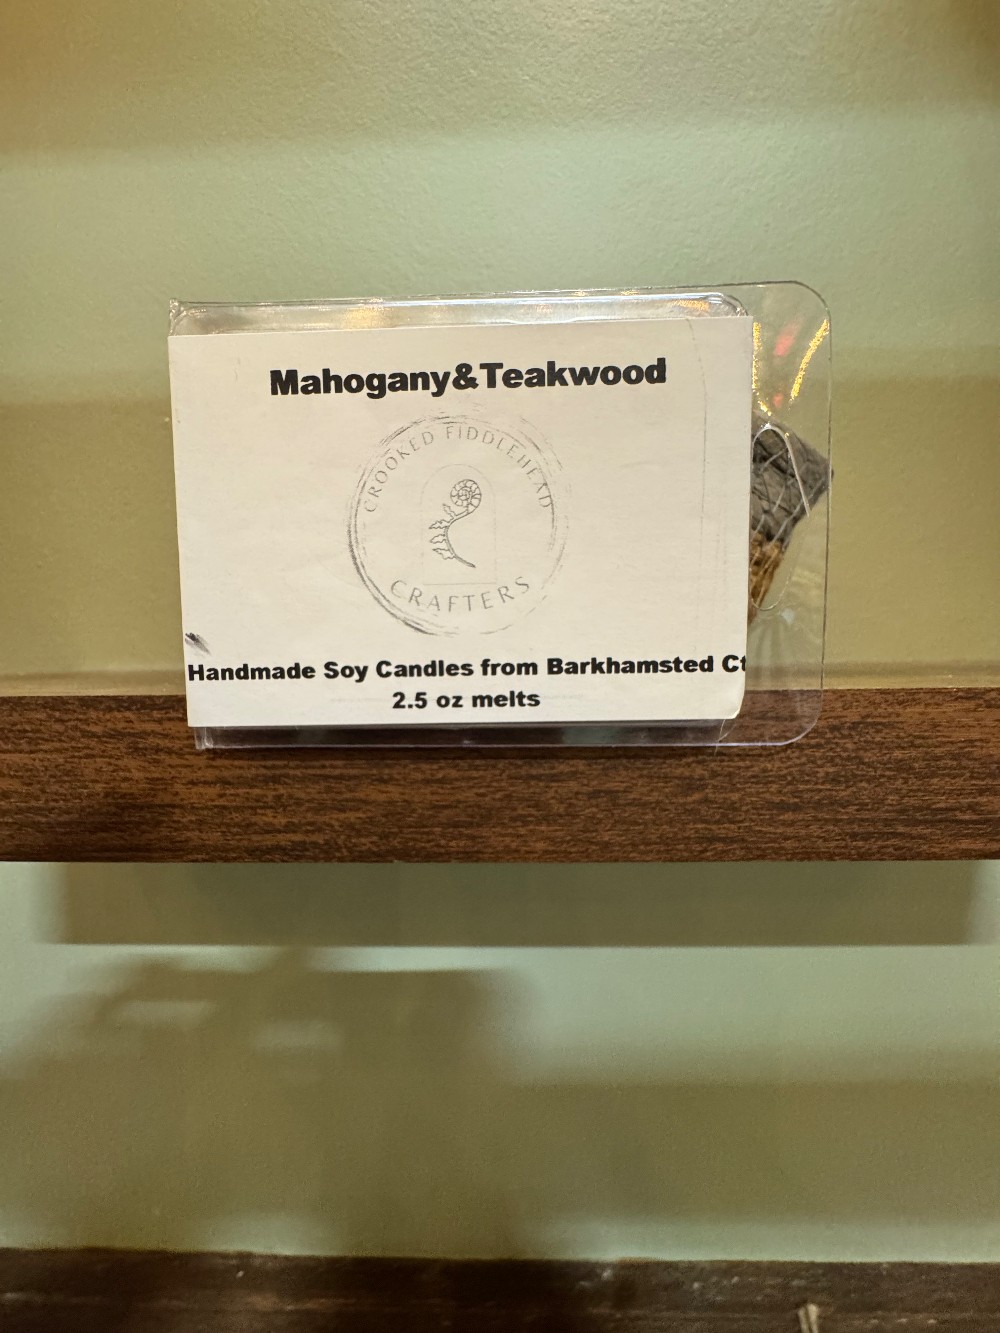 Mahogany&Teakwood
CROOKED FIDDLEHEAD
CRAFTERS
Handmade Soy Candles from Barkhamsted Ct
2.5 oz melts